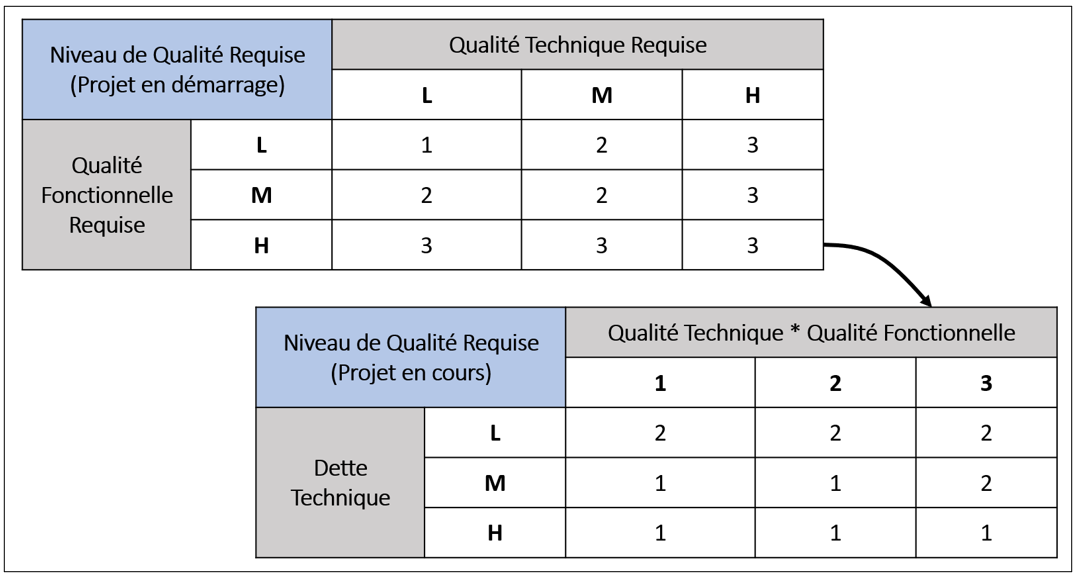 Niveau de Qualité Requise
(Projet en démarrage)
Qualité Technique Requise
L M H
Qualité
Fonctionnelle
Requise
L 1 2 3
M 2 2 3
H 3 3 3
Niveau de Qualité Requise
(Projet en cours)
Qualité Technique * Qualité Fonctionnelle
1 2 3
Dette
Technique
L 2 2 2
M 1 1 2
H 1 1 1